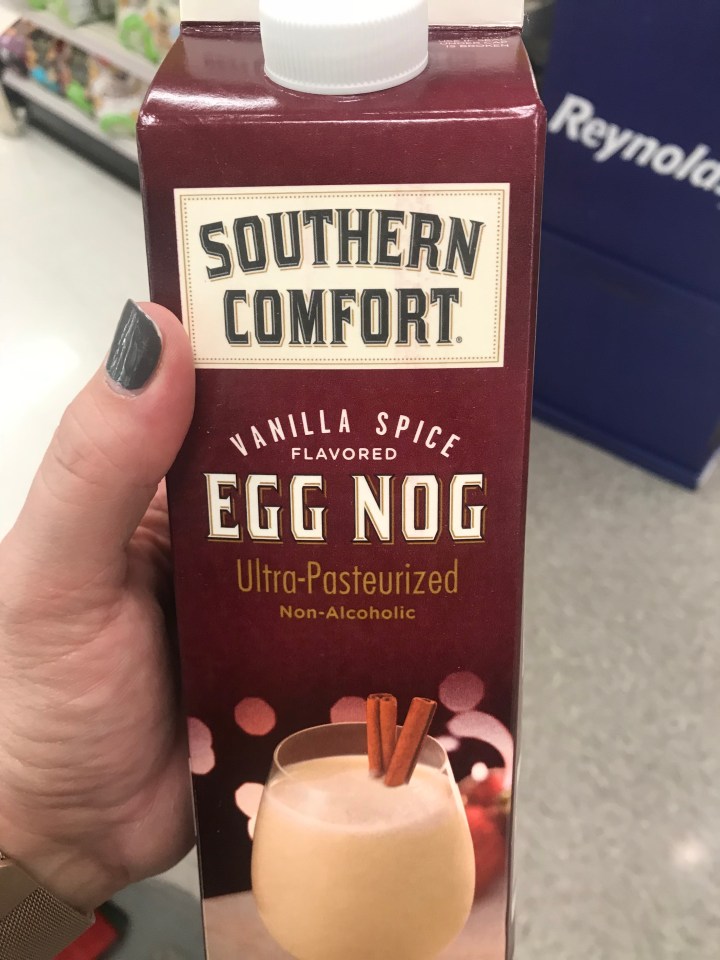 SOUTHERN
COMFORT®
VANILLA SPICE
FLAVORED
EGG NOG
Ultra-Pasteurized
Non-Alcoholic
Reynolds